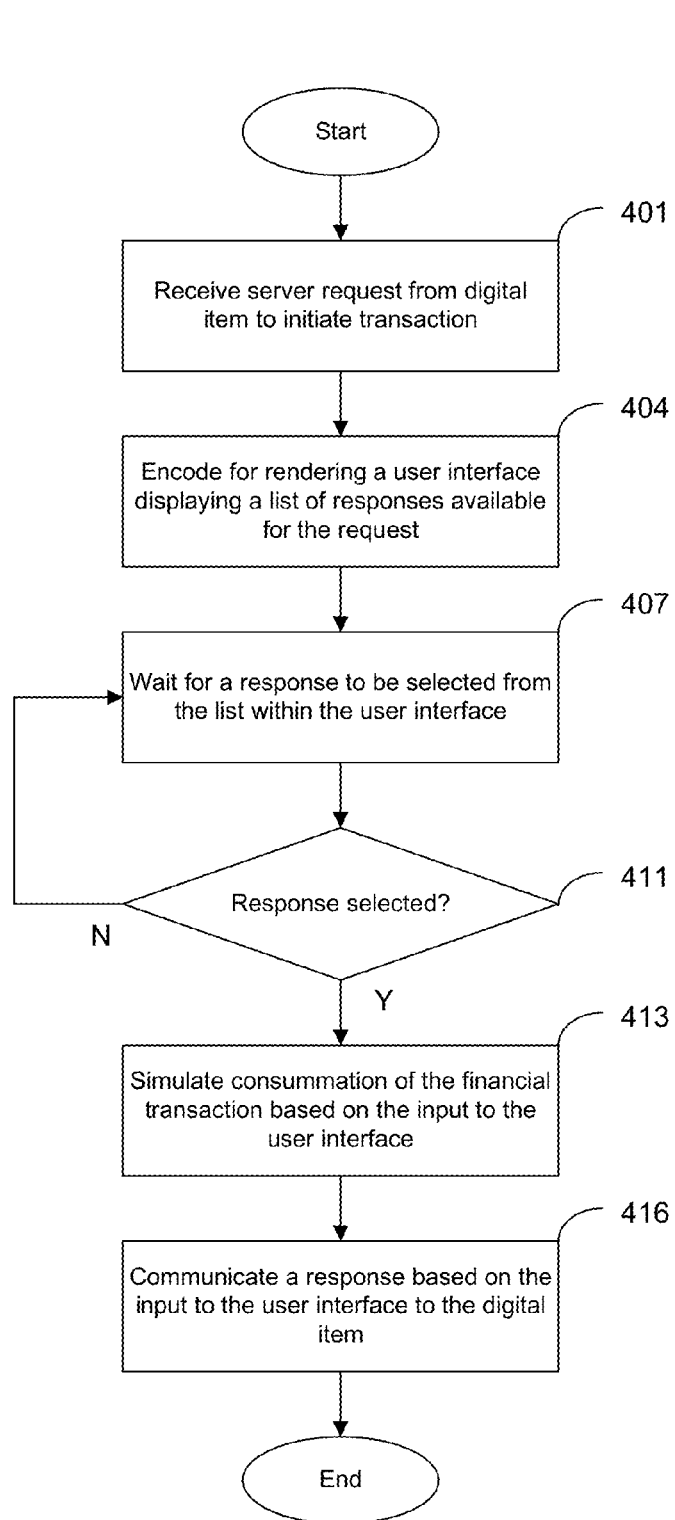 Start
401
Receive server request from digital
item to initiate transaction
404
Encode for rendering a user interface
displaying a list of responses available
for the request
407
Wait for a response to be selected from
the list within the user interface
411
Response selected?
N
Y
413
Simulate consummation of the financial
transaction based on the input to the
user interface
416
Communicate a response based on the
input to the user interface to the digital
item
End